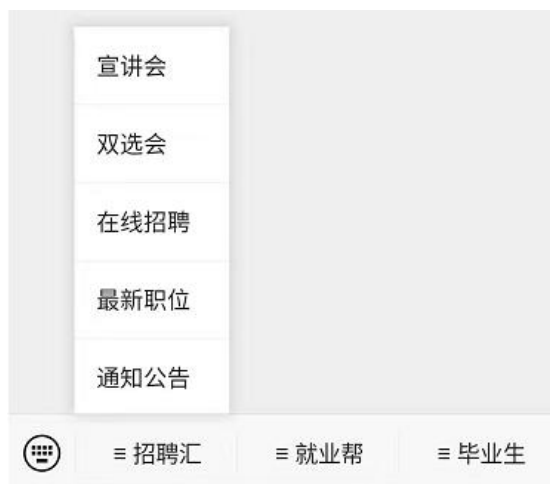 宣讲会
双选会
在线招聘
最新职位
通知公告
≡ 招聘汇 ≡ 就业帮 ≡ 毕业生